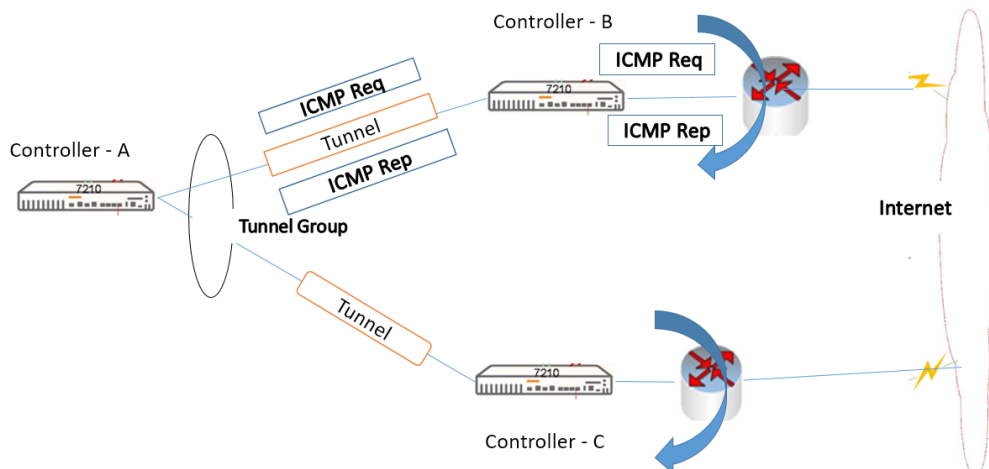 Controller - B
ICMP Req
ICMP Req
7210
Tunnel
ICMP Rep
Controller - A
ICMP Rep
7210
Internet
Tunnel Group
Tunnel
7210
Controller - C